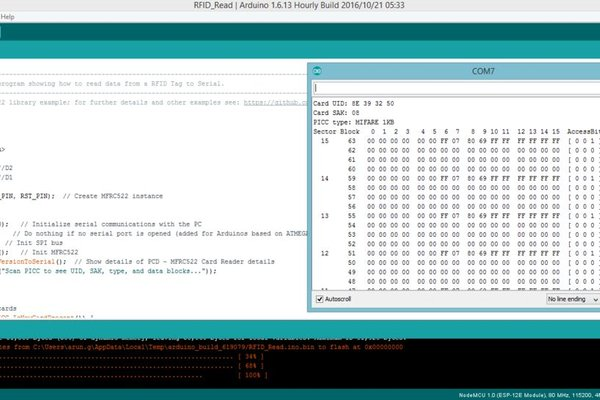 RFID_Read | Arduino 1.6.13 Hourly Build 2016/10/21 05:33
Help
program showing how to read data from a RFID Tag to Serial.
22 library example; for further details and other examples see: https://github.c
//D2
//D1
_PIN, RST_PIN);  // Create MFRC522 instance
// Initialize serial communications with the PC
// Do nothing if no serial port is opened (added for Arduinos based on ATMEG
// Init SPI bus
// Init MFRC522
VersionToSerial();  // Show details of PCD - MFRC522 Card Reader details
("Scan PICC to see UID, SAK, type, and data blocks..."));
cards
COM7
Card UID: 8E 39 32 50
Card SAK: 08
PICC type: MIFARE 1KB
Sector Block 0 1 2 3 4 5 6 7 8 9 10 11 12 13 14 15 AccessBit
15 63 00 00 00 00 00 00 FF 07 80 69 FF FF FF FF FF FF [ 0 0 1 ]
62 00 00 00 00 00 00 00 00 00 00 00 00 00 00 00 00 [ 0 0 0 ]
61 00 00 00 00 00 00 00 00 00 00 00 00 00 00 00 00 [ 0 0 0 ]
60 00 00 00 00 00 00 00 00 00 00 00 00 00 00 00 00 [ 0 0 0 ]
14 59 00 00 00 00 00 00 FF 07 80 69 FF FF FF FF FF FF [ 0 0 1 ]
58 00 00 00 00 00 00 00 00 00 00 00 00 00 00 00 00 [ 0 0 0 ]
57 00 00 00 00 00 00 00 00 00 00 00 00 00 00 00 00 [ 0 0 0 ]
56 00 00 00 00 00 00 00 00 00 00 00 00 00 00 00 00 [ 0 0 0 ]
13 55 00 00 00 00 00 00 FF 07 80 69 FF FF FF FF FF FF [ 0 0 1 ]
54 00 00 00 00 00 00 00 00 00 00 00 00 00 00 00 00 [ 0 0 0 ]
53 00 00 00 00 00 00 00 00 00 00 00 00 00 00 00 00 [ 0 0 0 ]
52 00 00 00 00 00 00 00 00 00 00 00 00 00 00 00 00 [ 0 0 0 ]
12 51 00 00 00 00 00 00 FF 07 80 69 FF FF FF FF FF FF [ 0 0 1 ]
50 00 00 00 00 00 00 00 00 00 00 00 00 00 00 00 00 [ 0 0 0 ]
49 00 00 00 00 00 00 00 00 00 00 00 00 00 00 00 00 [ 0 0 0 ]
48 00 00 00 00 00 00 00 00 00 00 00 00 00 00 00 00 [ 0 0 0 ]
Autoscroll
No line ending
tes from C:\Users\arun.g\AppData\Local\Temp\arduino_build_619079/RFID_Read.ino.bin to flash at 0x00000000
[ 34% ]
[ 68% ]
[ 100% ]
NodeMCU 1.0 (ESP-12E Module), 80 MHz, 115200, 4M